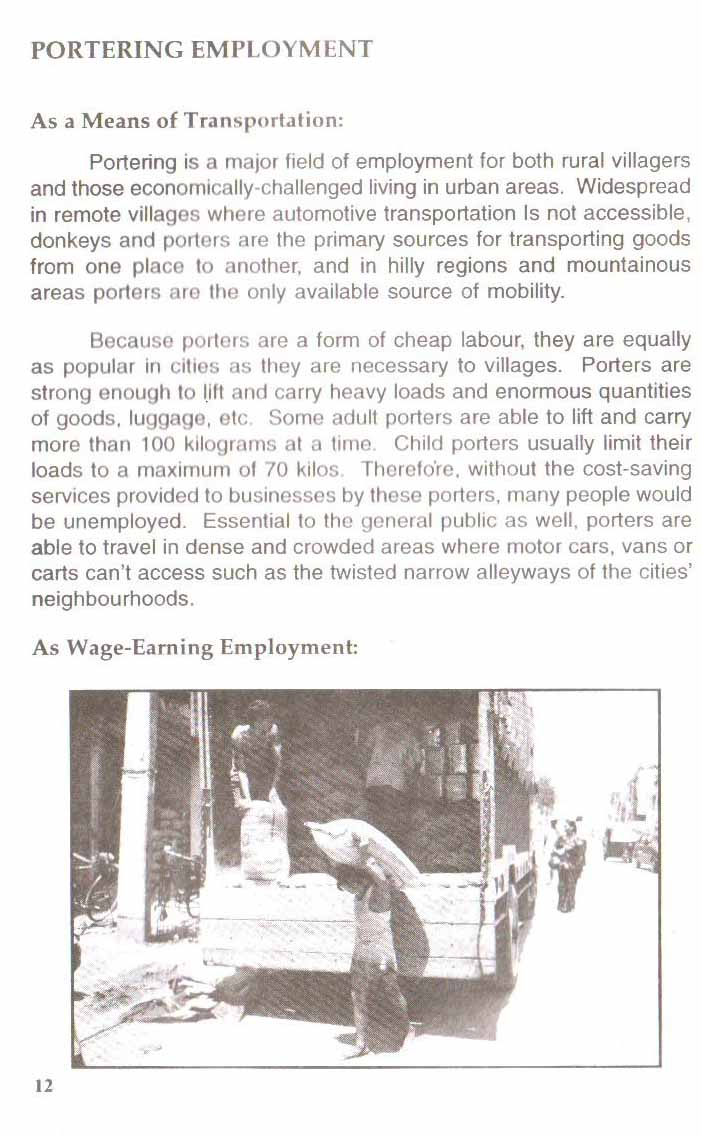 PORTERING EMPLOYMENT
As a Means of Transportation:
Portering is a major field of employment for both rural villagers
and those economically-challenged living in urban areas. Widespread
in remote villages where automotive transportation Is not accessible,
donkeys and porters are the primary sources for transporting goods
from one place to another, and in hilly regions and mountainous
areas porters are the only available source of mobility.
Because porters are a form of cheap labour, they are equally
as popular in cities as they are necessary to villages. Porters are
strong enough to lift and carry heavy loads and enormous quantities
of goods, luggage, etc. Some adult porters are able to lift and carry
more than 100 kilograms at a time. Child porters usually limit their
loads to a maximum of 70 kilos. Therefore, without the cost-saving
services provided to businesses by these porters, many people would
be unemployed. Essential to the general public as well, porters are
able to travel in dense and crowded areas where motor cars, vans or
carts can't access such as the twisted narrow alleyways of the cities'
neighbourhoods.
As Wage-Earning Employment:
12